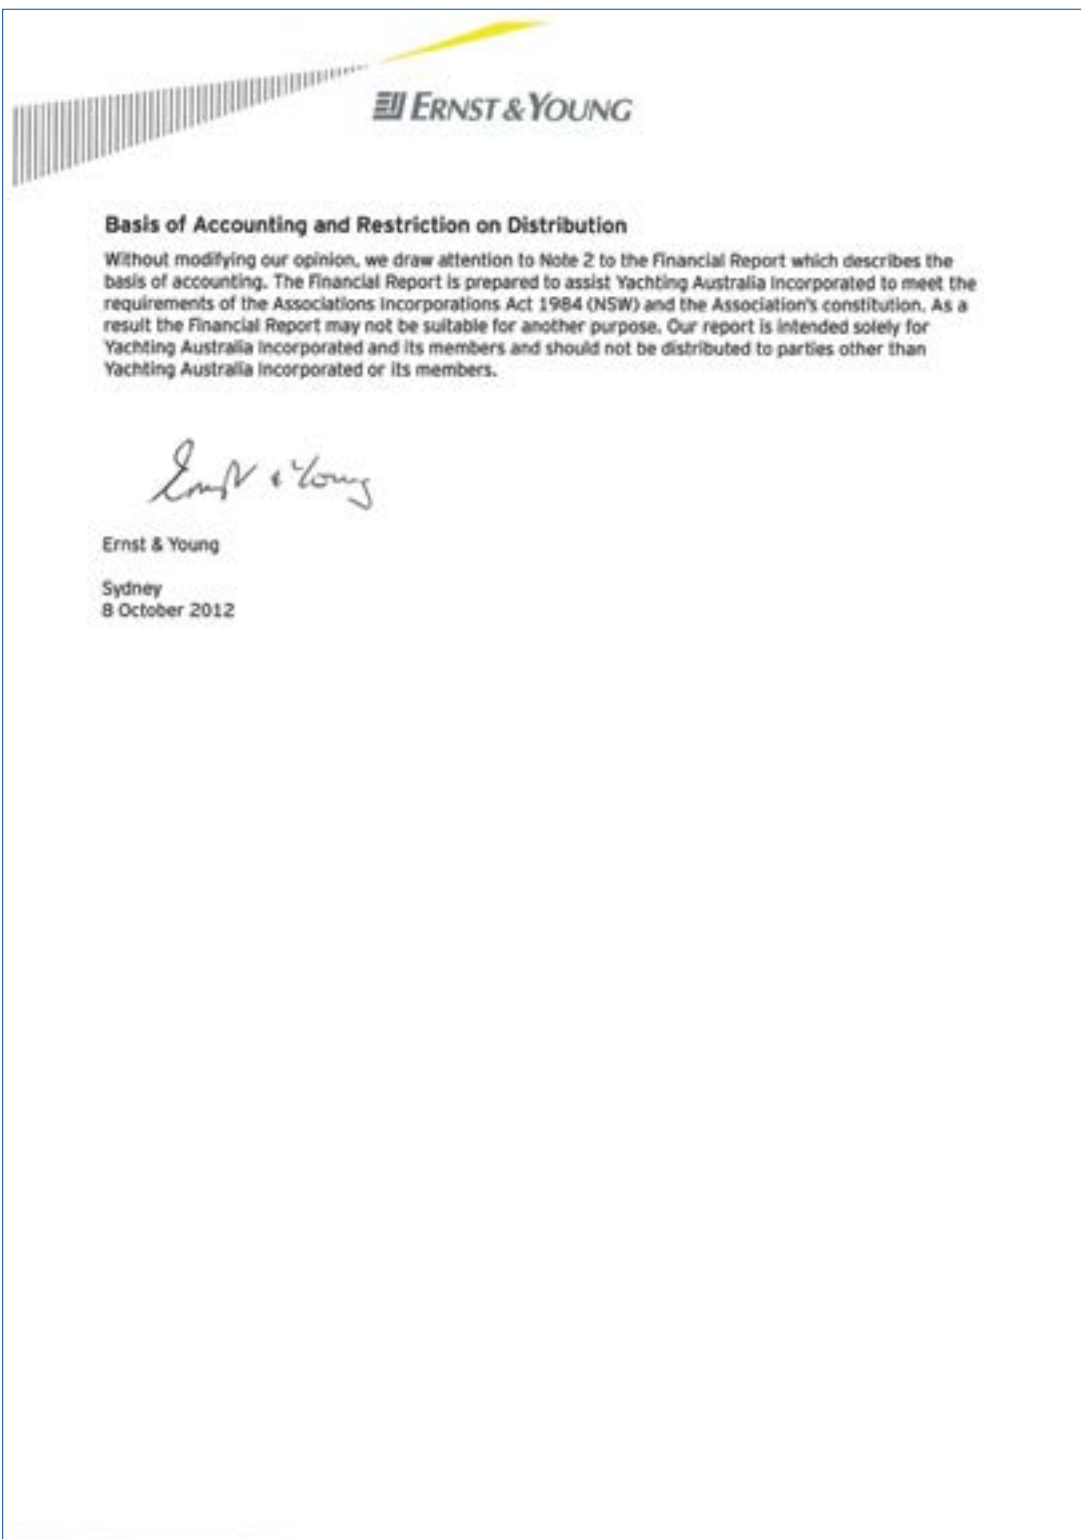 ERNST & YOUNG
Basis of Accounting and Restriction on Distribution
Without modifying our opinion, we draw attention to Note 2 to the Financial Report which describes the
basis of accounting. The Financial Report is prepared to assist Yachting Australia Incorporated to meet the
requirements of the Associations Incorporations Act 1984 (NSW) and the Association's constitution. As a
result the Financial Report may not be suitable for another purpose. Our report is intended solely for
Yachting Australia Incorporated and its members and should not be distributed to parties other than
Yachting Australia Incorporated or its members.
Ernst & Young
Ernst & Young
Sydney
8 October 2012